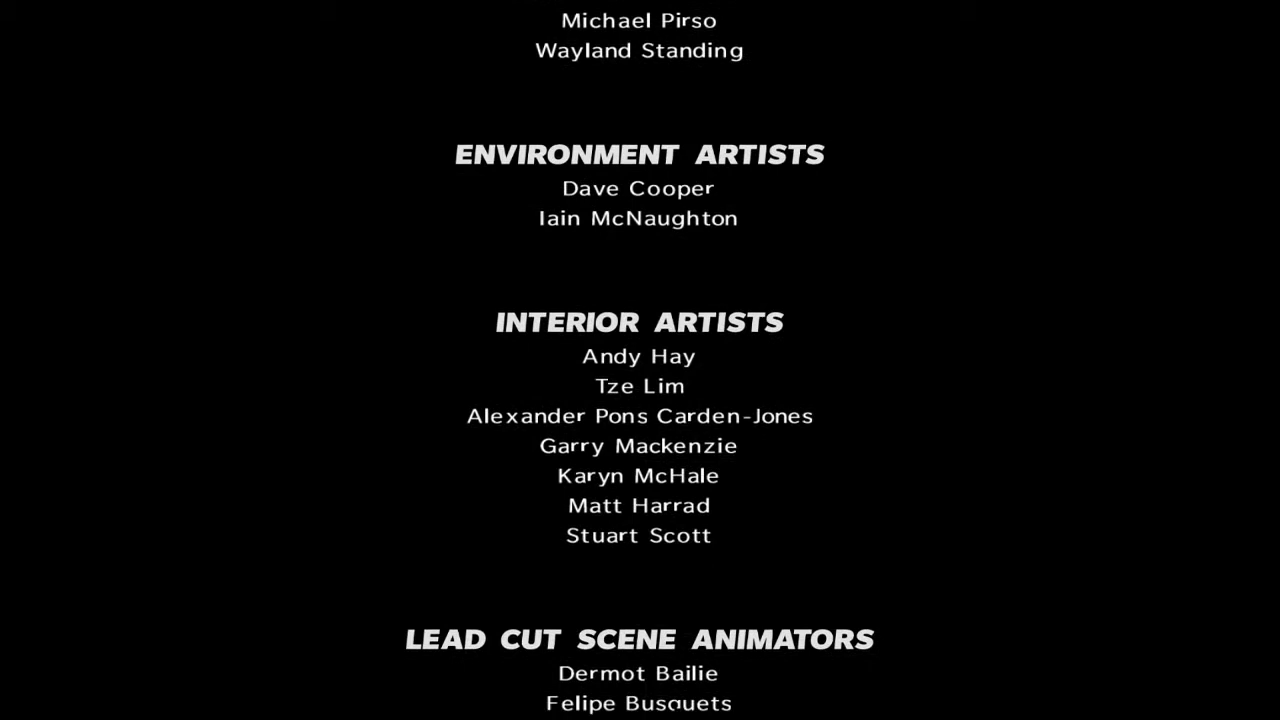 Michael Pirso
Wayland Standing
ENVIRONMENT ARTISTS
Dave Cooper
Iain McNaughton
INTERIOR ARTISTS
Andy Hay
Tze Lim
Alexander Pons Carden-Jones
Garry Mackenzie
Karyn McHale
Matt Harrad
Stuart Scott
LEAD CUT SCENE ANIMATORS
Dermot Bailie
Felipe Busquets